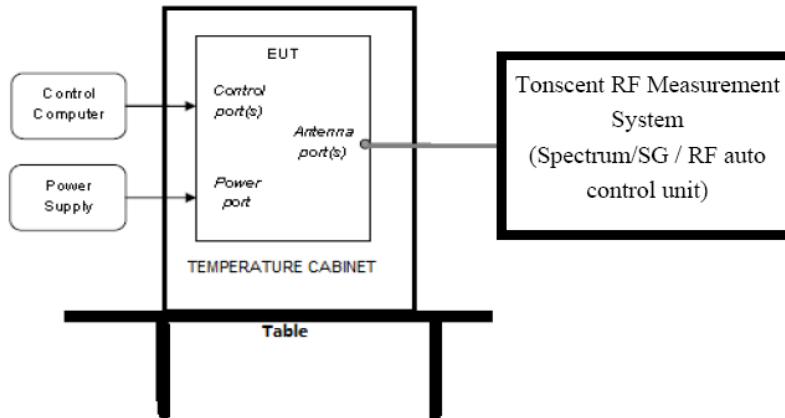 EUT
Control
port(s)
Antenna
port(s)
Power
port
Control
Computer
Power
Supply
TEMPERATURE CABINET
Table
Tonscent RF Measurement
System
(Spectrum/SG / RF auto
control unit)